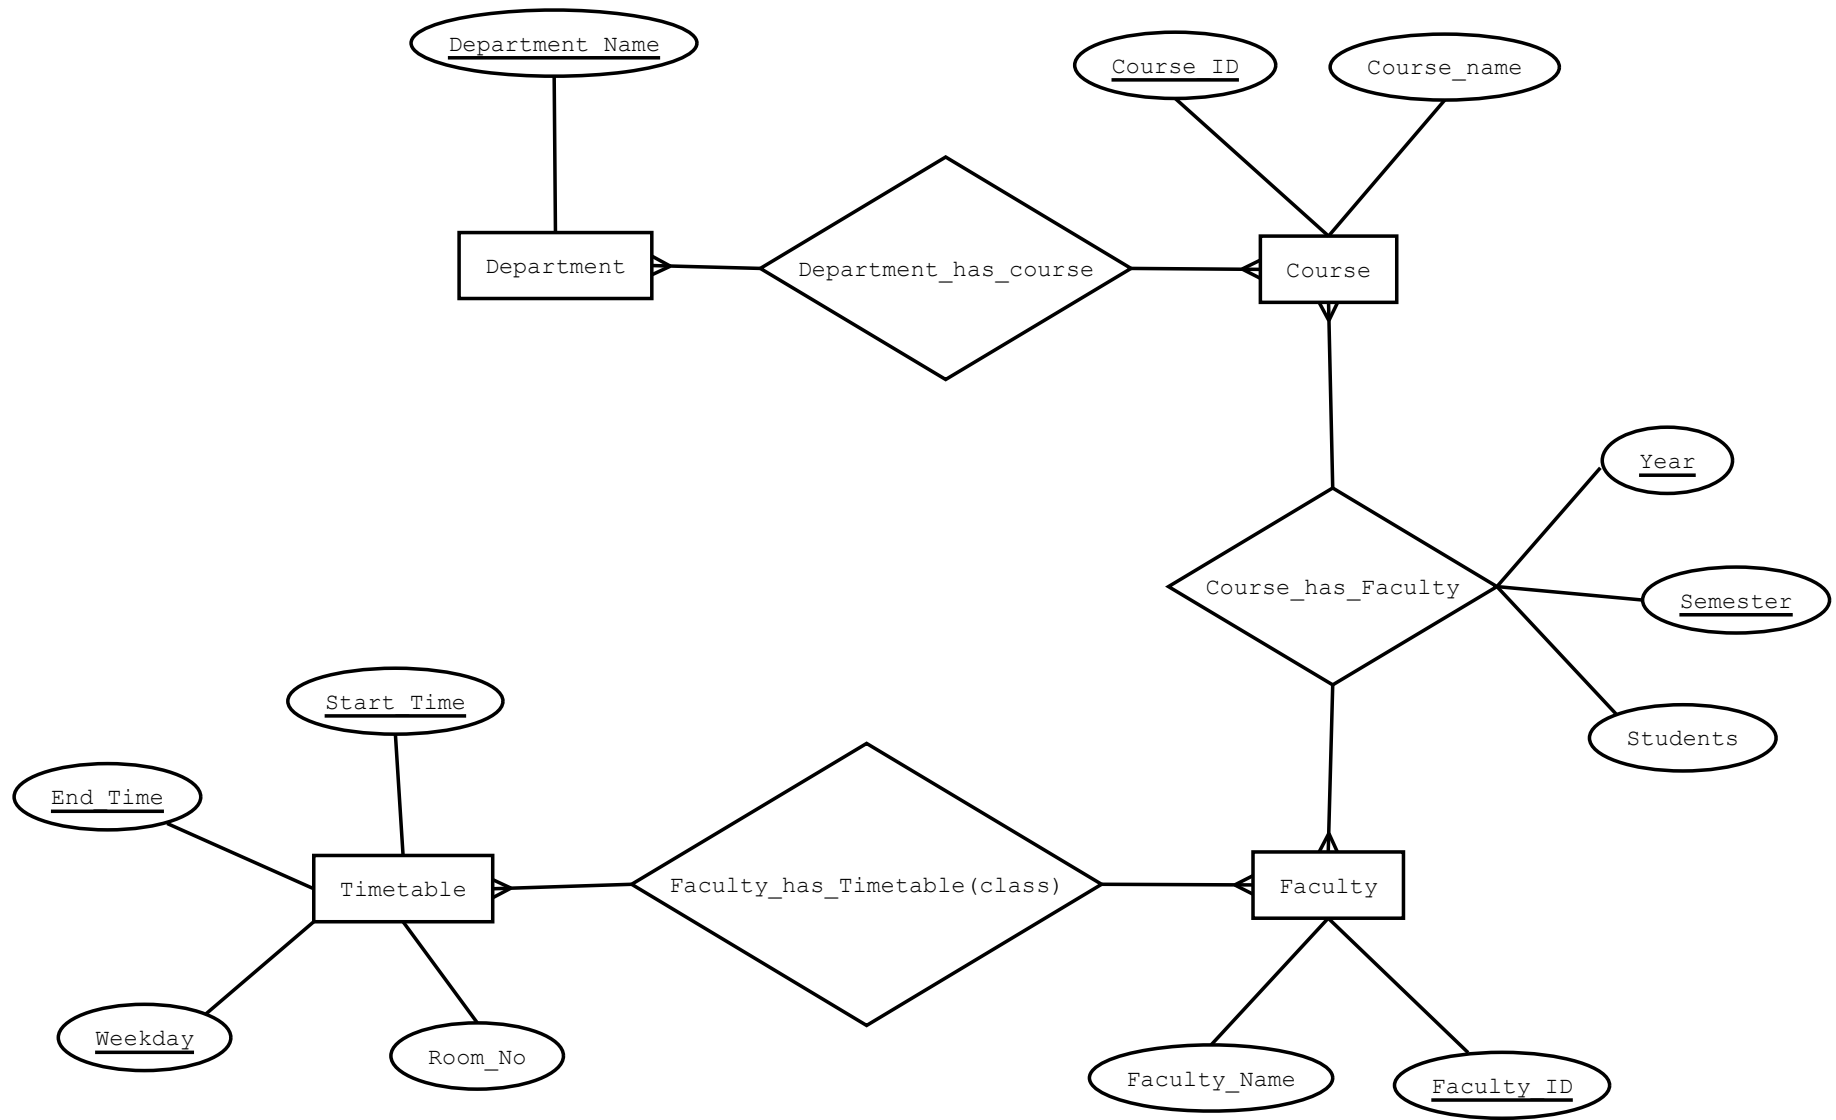 Department_Name
Course_ID
Course_name
Department
Department_has_course
Course
Year
Course_has_Faculty
Semester
Start_Time
Students
End_Time
Timetable
Faculty_has_Timetable(class)
Faculty
Weekday
Room_No
Faculty_Name
Faculty_ID